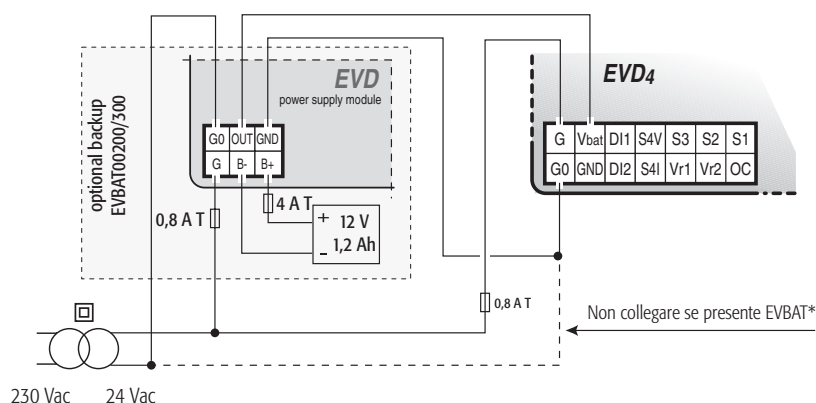 optional backup
EVBAT00200/300
EVD
power supply module
G0 OUT GND
G B- B+
0,8 A T
4 A T
+ 12 V
- 1,2 Ah
EVD4
G Vbat DI1 S4V S3 S2 S1
G0 GND DI2 S4I Vr1 Vr2 OC
0,8 A T
Non collegare se presente EVBAT*
230 Vac 24 Vac